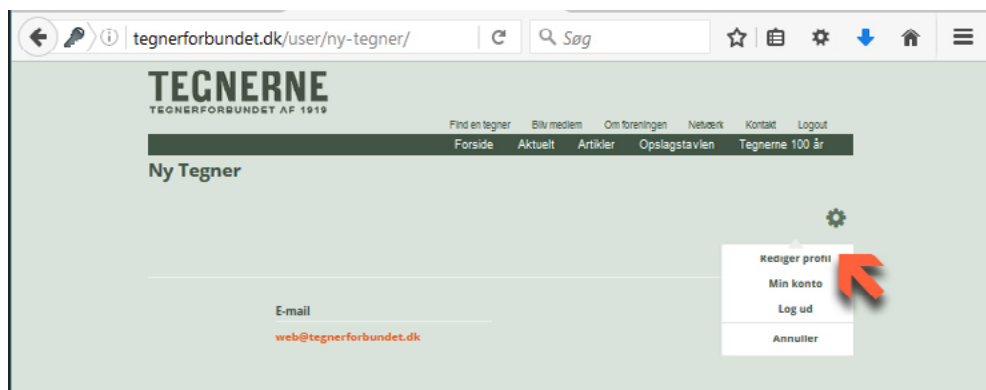 tegnerforbundet.dk/user/ny-tegner/ Søg
TEGNERNE
TEGNERFORBUNDET AF 1919
Find en tegner Bliv medlem Om foreningen Netværk Kontakt Logout
Forside Aktuelt Artikler Opslagstavlen Tegnerne 100 år
Ny Tegner
Rediger profil
Min konto
Log ud
Annuller
E-mail
web@tegnerforbundet.dk